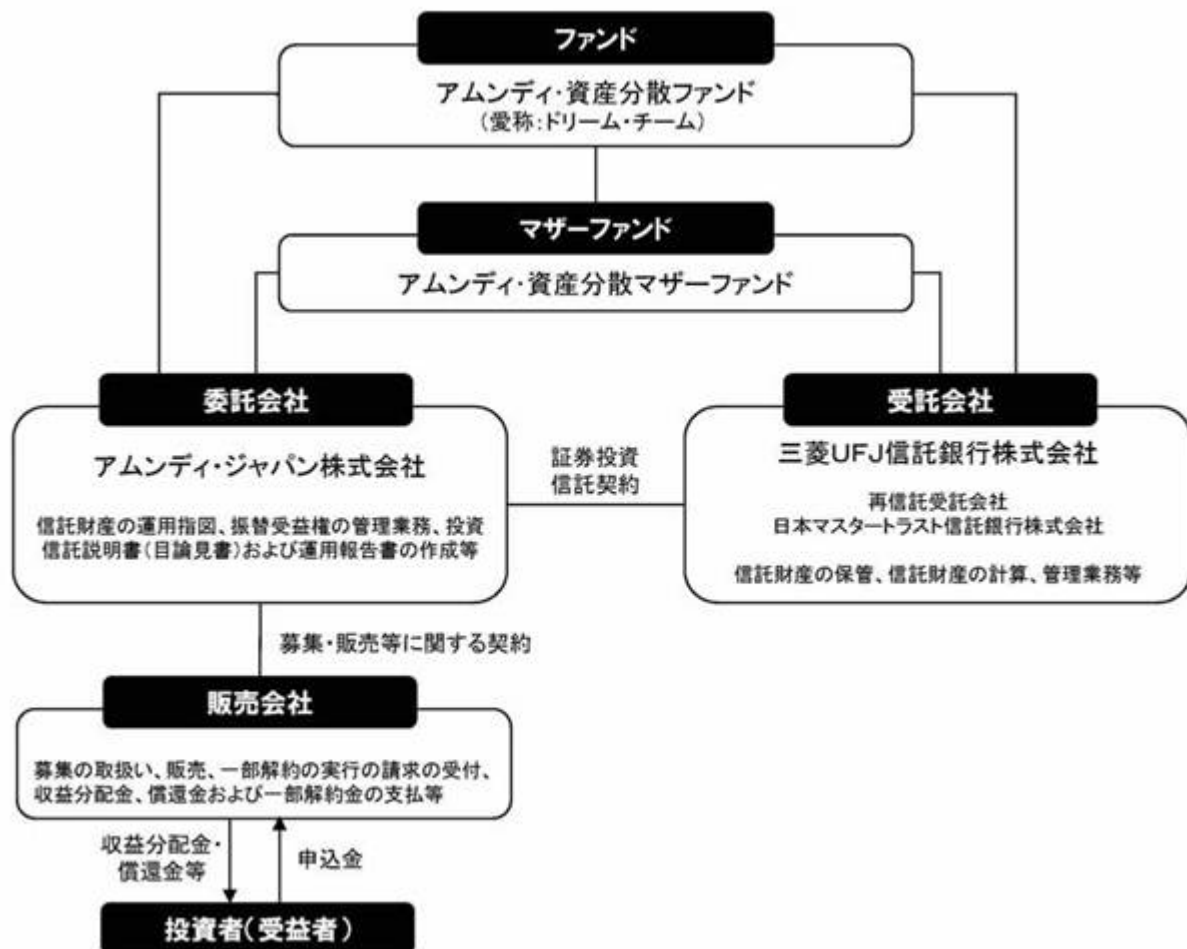 ファンド
アムンディ・資産分散ファンド
(愛称:ドリーム・チーム)
マザーファンド
アムンディ・資産分散マザーファンド
委託会社
アムンディ・ジャパン株式会社
信託財産の運用指図、振替受益権の管理業務、投資
信託説明書(目論見書)および運用報告書の作成等
証券投資
信託契約
受託会社
三菱UFJ信託銀行株式会社
再信託受託会社
日本マスタートラスト信託銀行株式会社
信託財産の保管、信託財産の計算、管理業務等
募集・販売等に関する契約
販売会社
募集の取扱い、販売、一部解約の実行の請求の受付、
収益分配金、償還金および一部解約金の支払等
収益分配金・
償還金等
申込金
投資者(受益者)